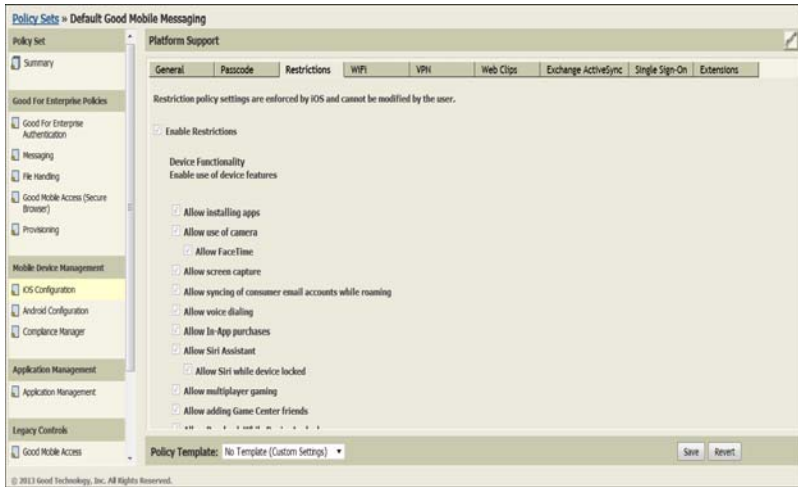 Policy Sets » Default Good Mobile Messaging
Policy Set
Summary
Good For Enterprise Policies
Good For Enterprise
Authentication
Messaging
File Handling
Good Mobile Access (Secure
Browser)
Provisioning
Mobile Device Management
iOS Configuration
Android Configuration
Compliance Manager
Application Management
Application Management
Legacy Controls
Good Mobile Access
Platform Support
General
Passcode
Restrictions
WiFi
VPN
Web Clips
Exchange ActiveSync
Single Sign-On
Extensions
Restriction policy settings are enforced by iOS and cannot be modified by the user.
Enable Restrictions
Device Functionality
Enable use of device features
Allow installing apps
Allow use of camera
Allow FaceTime
Allow screen capture
Allow syncing of consumer email accounts while roaming
Allow voice dialing
Allow In-App purchases
Allow Siri Assistant
Allow Siri while device locked
Allow multiplayer gaming
Allow adding Game Center friends
Policy Template: No Template (Custom Settings)
Save
Revert
© 2013 Good Technology, Inc. All Rights Reserved.